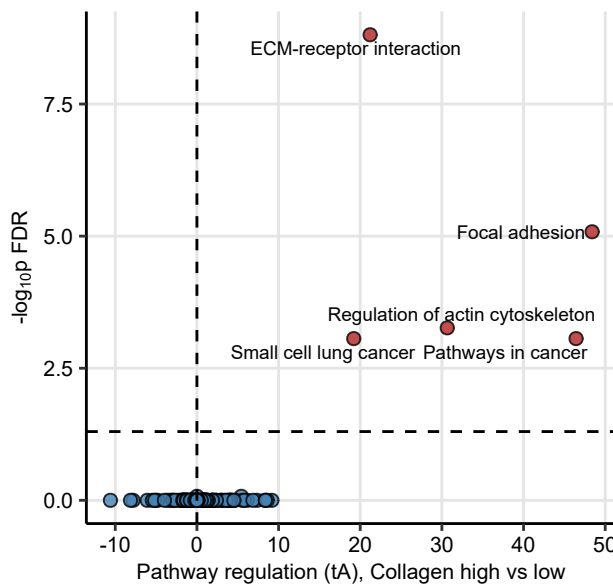 ECM-receptor interaction
7.5
Focal adhesion
5.0
-log10p FDR
Regulation of actin cytoskeleton
Small cell lung cancer Pathways in cancer
2.5
0.0
-10 0 10 20 30 40 50
Pathway regulation (tA), Collagen high vs low